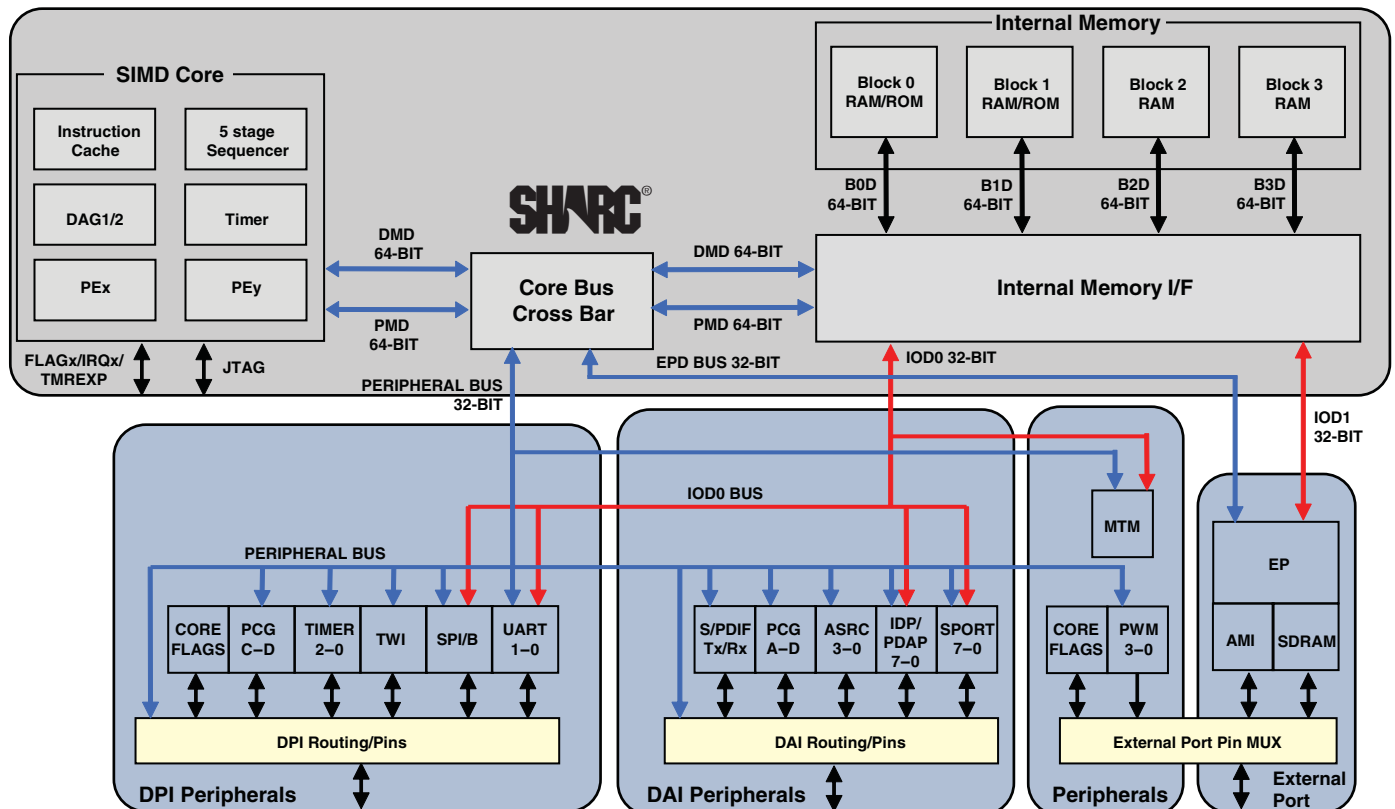 Internal Memory
SIMD Core
Block 0
RAM/ROM
Block 1
RAM/ROM
Block 2
RAM
Block 3
RAM
Instruction
Cache
5 stage
Sequencer
DAG1/2
Timer
PEx
PEy
B0D
64-BIT
B1D
64-BIT
B2D
64-BIT
B3D
64-BIT
SHARC®
DMD
64-BIT
PMD
64-BIT
Core Bus
Cross Bar
DMD 64-BIT
PMD 64-BIT
Internal Memory I/F
FLAGx/IRQx/
TMREXP
JTAG
PERIPHERAL BUS
32-BIT
EPD BUS 32-BIT
IOD0 32-BIT
IOD1
32-BIT
IOD0 BUS
PERIPHERAL BUS
MTM
EP
AMI
SDRAM
CORE
FLAGS
PCG
C–D
TIMER
2–0
TWI
SPI/B
UART
1–0
S/PDIF
Tx/Rx
PCG
A–D
ASRC
3–0
IDP/
PDAP
7–0
SPORT
7–0
CORE
FLAGS
PWM
3–0
DPI Routing/Pins
DAI Routing/Pins
External Port Pin MUX
DPI Peripherals
DAI Peripherals
Peripherals
External
Port